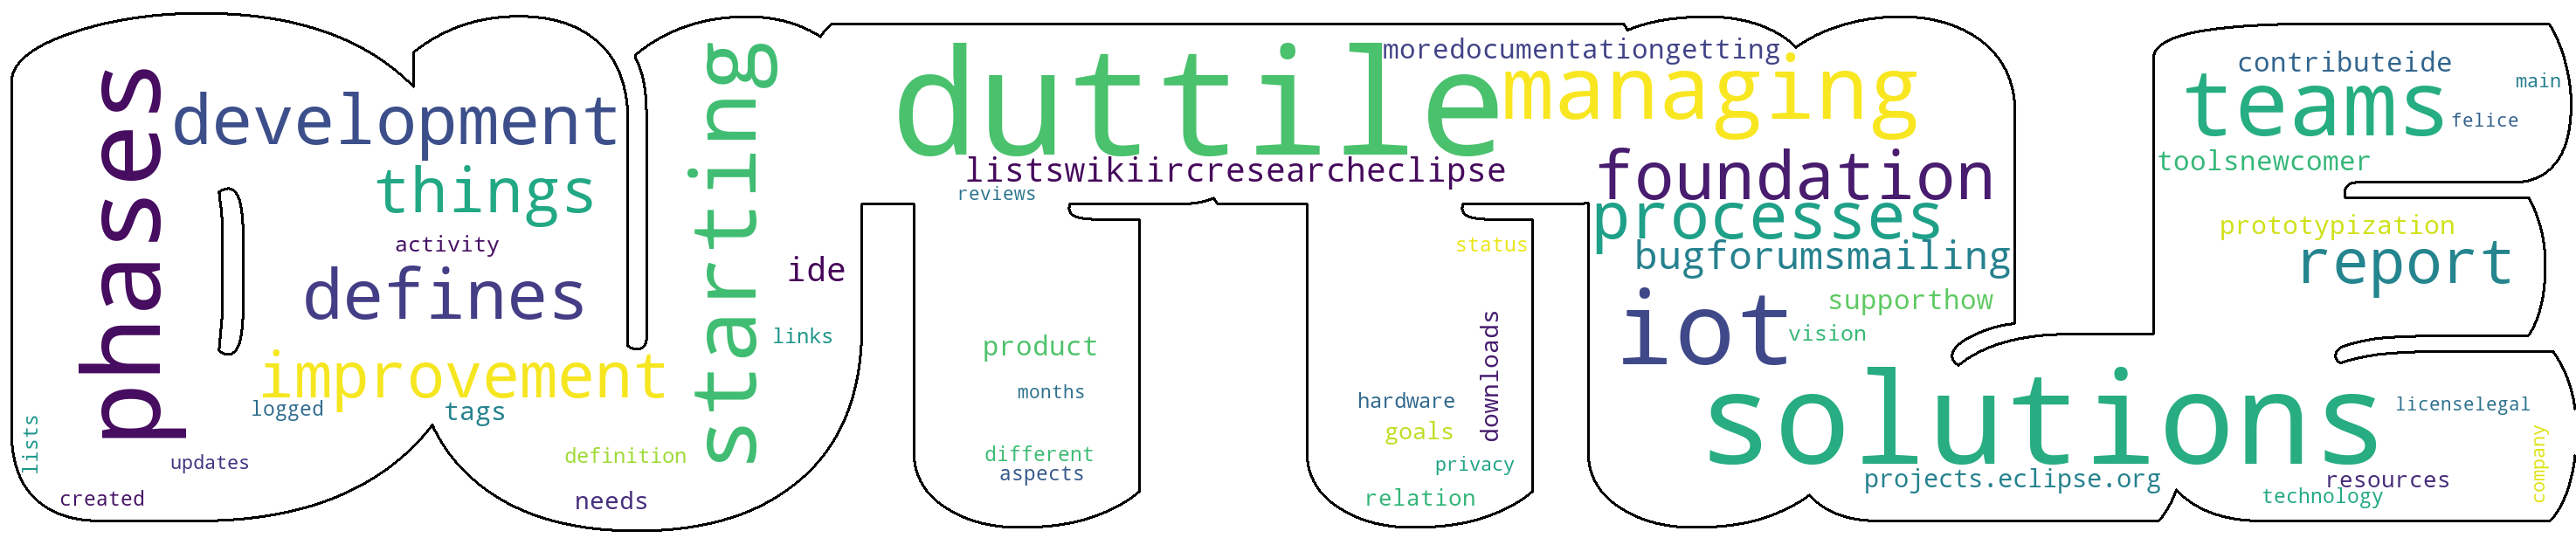 phases
development
things
activity
defines
improvement
logged
tags
lists
updates
created
definition
needs
starting
ide
links
duttile
moredocumentationgetting
managing
listswikiircresearcheclipse
reviews
foundation
processes
status
bugforumsmailing
iot
supporthow
vision
product
months
different
aspects
downloads
hardware
goals
privacy
relation
solutions
projects.eclipse.org
contributeide
main
teams
felice
toolsnewcomer
prototypization
report
licenselegal
company
resources
technology